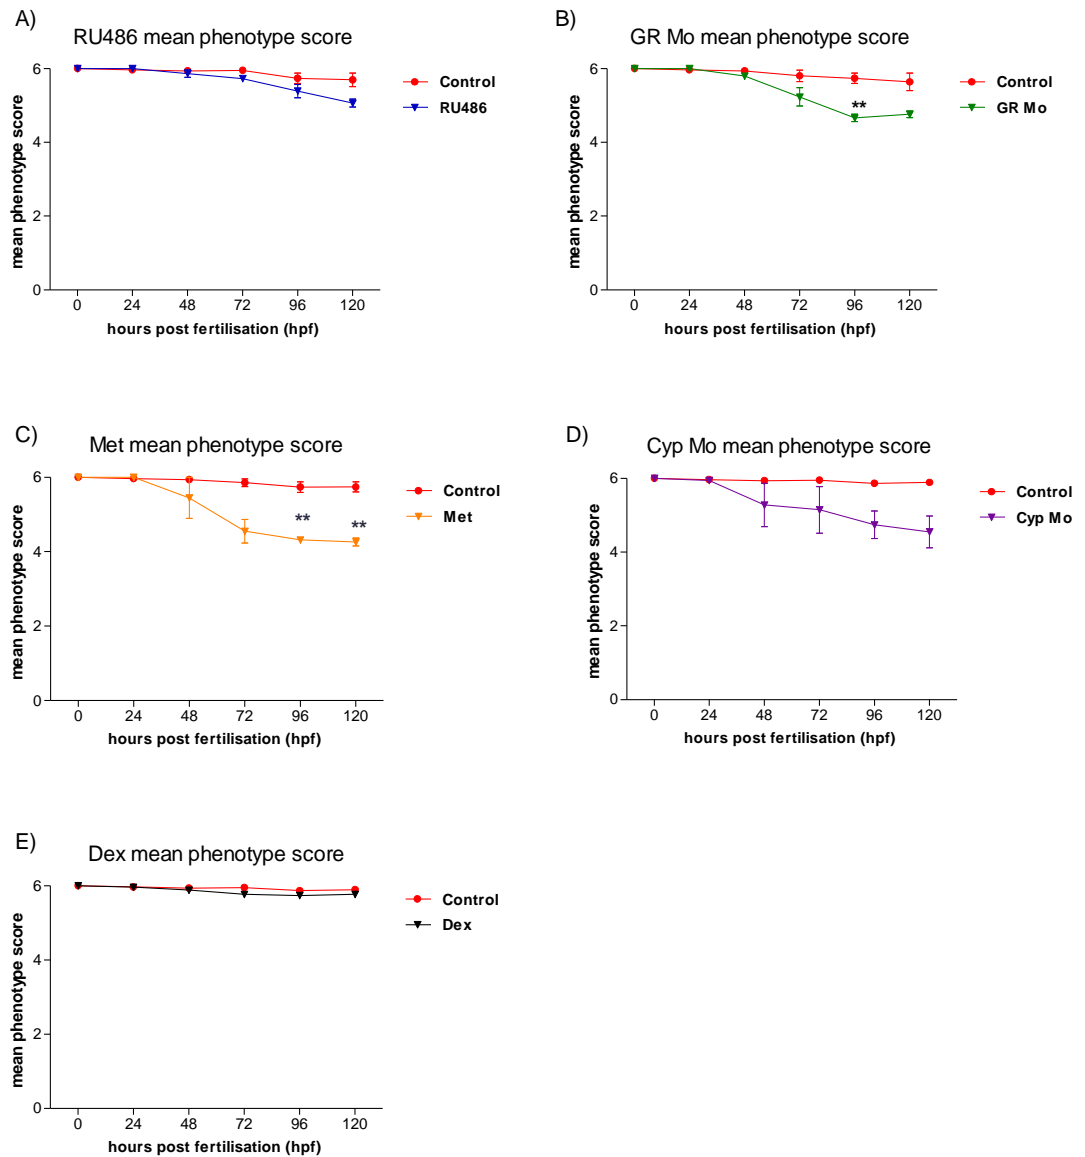 A)
RU486 mean phenotype score
mean phenotype score
6
4
2
0
0 24 48 72 96 120
hours post fertilisation (hpf)
Control
RU486
B)
GR Mo mean phenotype score
mean phenotype score
6
4
2
0
**
0 24 48 72 96 120
hours post fertilisation (hpf)
Control
GR Mo
C)
Met mean phenotype score
mean phenotype score
6
4
2
0
** **
0 24 48 72 96 120
hours post fertilisation (hpf)
Control
Met
D)
Cyp Mo mean phenotype score
mean phenotype score
6
4
2
0
0 24 48 72 96 120
hours post fertilisation (hpf)
Control
Cyp Mo
E)
Dex mean phenotype score
mean phenotype score
6
4
2
0
0 24 48 72 96 120
hours post fertilisation (hpf)
Control
Dex